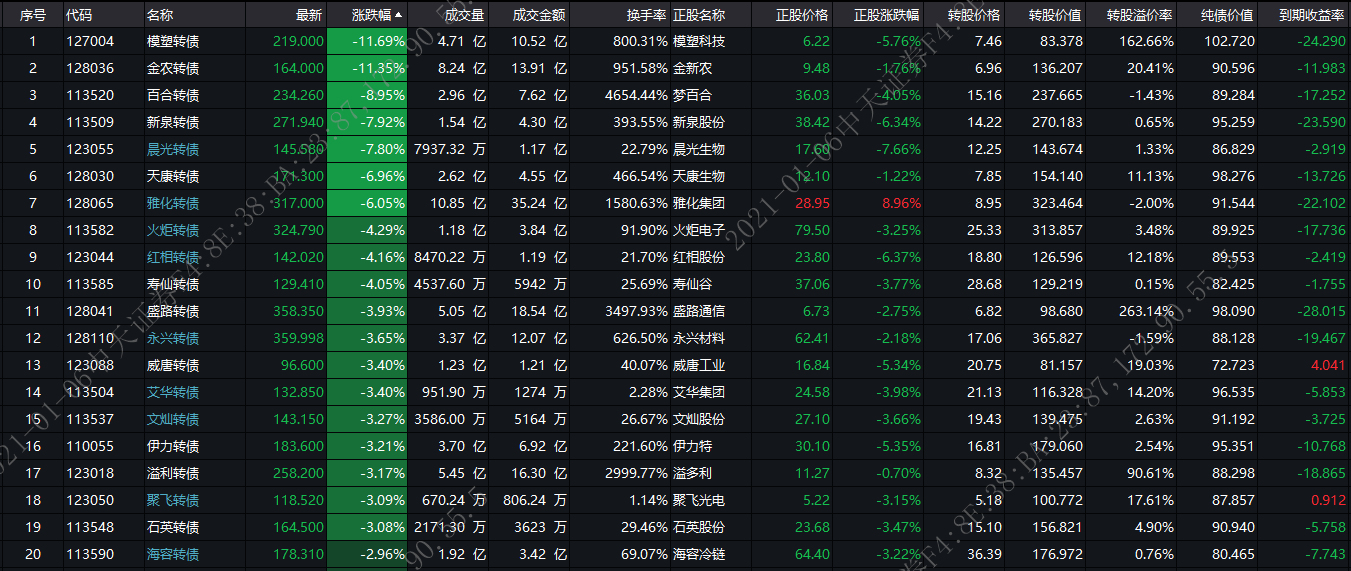 序号 代码 名称 最新 涨跌幅 成交量 成交金额 换手率 正股名称 正股价格 正股涨跌幅 转股价格 转股价值 转股溢价率 纯债价值 到期收益率
1 127004 模塑转债 219.000 -11.69% 4.71 亿 10.52 亿 800.31% 模塑科技 6.22 -5.76% 7.46 83.378 162.66% 102.720 -24.290
2 128036 金农转债 164.000 -11.35% 8.24 亿 13.91 亿 951.58% 金新农 9.48 -1.76% 6.96 136.207 20.41% 90.596 -11.983
3 113520 百合转债 234.260 -8.95% 2.96 亿 7.62 亿 4654.44% 梦百合 36.03 -4.05% 15.16 237.665 -1.43% 89.284 -17.252
4 113509 新泉转债 271.940 -7.92% 1.54 亿 4.30 亿 393.55% 新泉股份 38.42 -6.34% 14.22 270.183 0.65% 95.259 -23.590
5 123055 晨光转债 145.580 -7.80% 7937.32 万 1.17 亿 22.79% 晨光生物 17.60 -7.66% 12.25 143.674 1.33% 86.829 -2.919
6 128030 天康转债 171.300 -6.96% 2.62 亿 4.55 亿 466.54% 天康生物 12.10 -1.22% 7.85 154.140 11.13% 98.276 -13.726
7 128065 雅化转债 317.000 -6.05% 10.85 亿 35.24 亿 1580.63% 雅化集团 28.95 8.96% 8.95 323.464 -2.00% 91.544 -22.102
8 113582 火炬转债 324.790 -4.29% 1.18 亿 3.84 亿 91.90% 火炬电子 79.50 -3.25% 25.33 313.857 3.48% 89.925 -17.736
9 123044 红相转债 142.020 -4.16% 8470.22 万 1.19 亿 21.70% 红相股份 23.80 -6.37% 18.80 126.596 12.18% 89.553 -2.419
10 113585 寿仙转债 129.410 -4.05% 4537.60 万 5942 万 25.69% 寿仙谷 37.06 -3.77% 28.68 129.219 0.15% 82.425 -1.755
11 128041 盛路转债 358.350 -3.93% 5.05 亿 18.54 亿 3497.93% 盛路通信 6.73 -2.75% 6.82 98.680 263.14% 98.090 -28.015
12 128110 永兴转债 359.998 -3.65% 3.37 亿 12.07 亿 626.50% 永兴材料 62.41 -2.18% 17.06 365.827 -1.59% 88.128 -19.467
13 123088 威唐转债 96.600 -3.40% 1.23 亿 1.21 亿 40.07% 威唐工业 16.84 -5.34% 20.75 81.157 19.03% 72.723 4.041
14 113504 艾华转债 132.850 -3.40% 951.90 万 1274 万 2.28% 艾华集团 24.58 -3.98% 21.13 116.328 14.20% 96.535 -5.853
15 113537 文灿转债 143.150 -3.27% 3586.00 万 5164 万 26.67% 文灿股份 27.10 -3.66% 19.43 139.475 2.63% 91.192 -3.725
16 110055 伊力转债 183.600 -3.21% 3.70 亿 6.92 亿 221.60% 伊力特 30.10 -5.35% 16.81 179.060 2.54% 95.351 -10.768
17 123018 溢利转债 258.200 -3.17% 5.45 亿 16.30 亿 2999.77% 溢多利 11.27 -0.70% 8.32 135.457 90.61% 88.298 -18.865
18 123050 聚飞转债 118.520 -3.09% 670.24 万 806.24 万 1.14% 聚飞光电 5.22 -3.15% 5.18 100.772 17.61% 87.857 0.912
19 113548 石英转债 164.500 -3.08% 2171.30 万 3623 万 29.46% 石英股份 23.68 -3.47% 15.10 156.821 4.90% 90.940 -5.758
20 113590 海容转债 178.310 -2.96% 1.92 亿 3.42 亿 69.07% 海容冷链 64.40 -3.22% 36.39 176.972 0.76% 80.465 -7.743